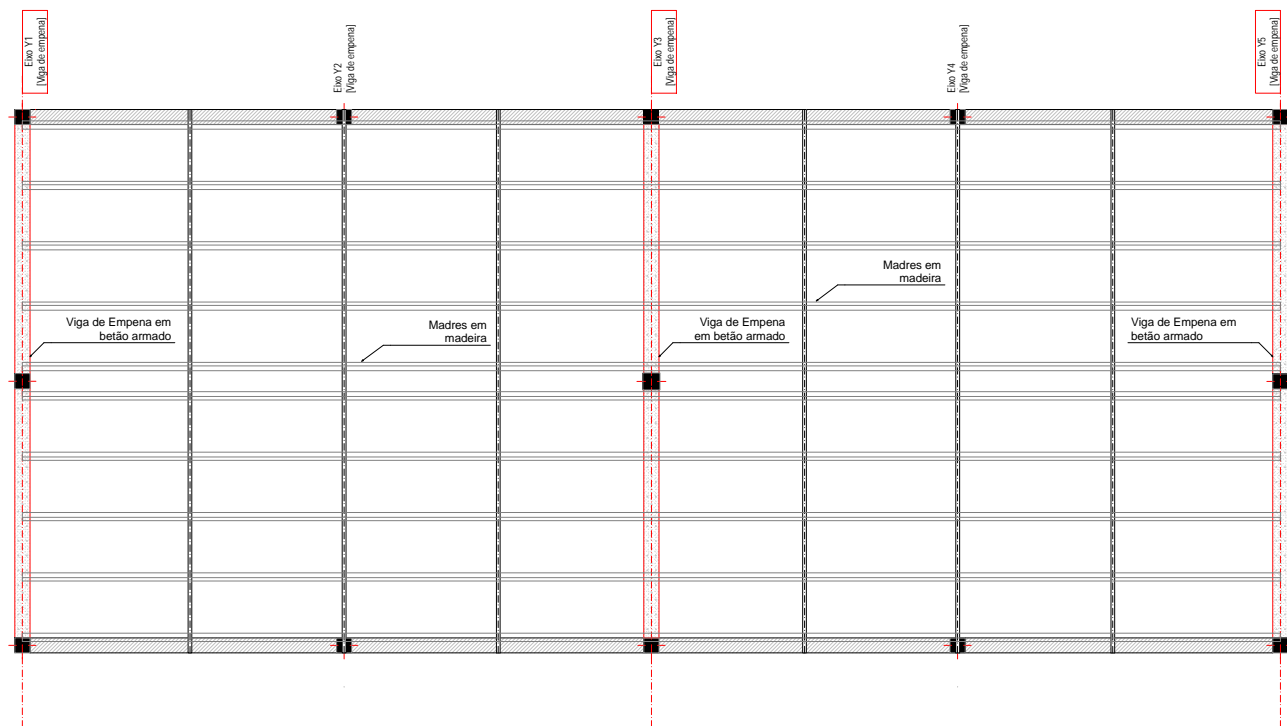 Eixo Y1
[Viga de empena]
Eixo Y2
[Viga de empena]
Eixo Y3
[Viga de empena]
Eixo Y4
[Viga de empena]
Eixo Y5
[Viga de empena]
Madres em
madeira
Viga de Empena em
betão armado
Madres em
madeira
Viga de Empena
em betão armado
Viga de Empena em
betão armado